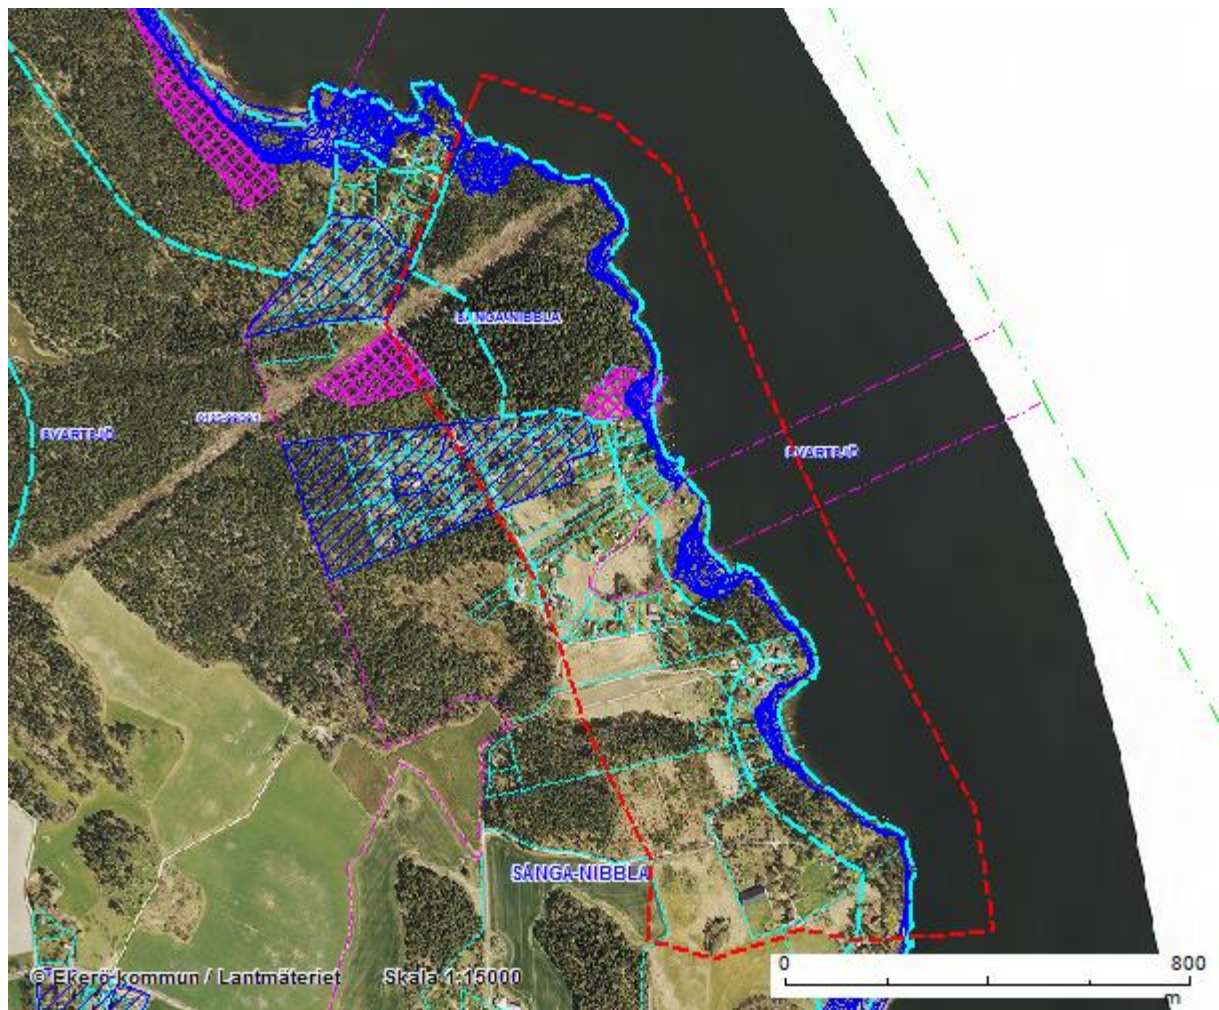 SÅNGA-NIBBLA
SVARTSJÖ
SVARTSJÖ
SÅNGA-NIBBLA
© Ekerö kommun / Lantmäteriet Skala 1:15000
0 800
m